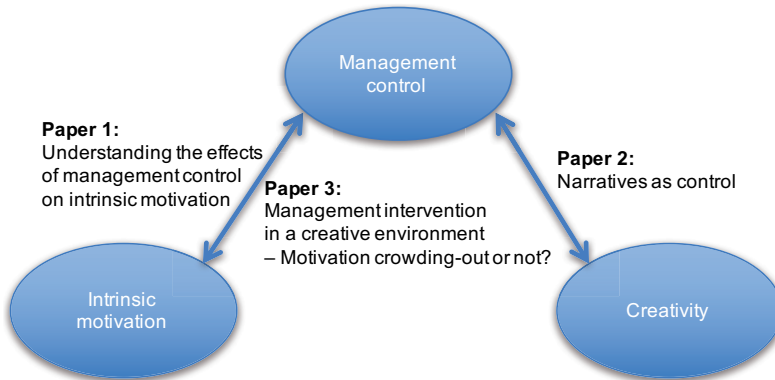 Management
control
Paper 1:
Understanding the effects
of management control
on intrinsic motivation
Paper 3:
Management intervention
in a creative environment
– Motivation crowding-out or not?
Paper 2:
Narratives as control
Intrinsic
motivation
Creativity